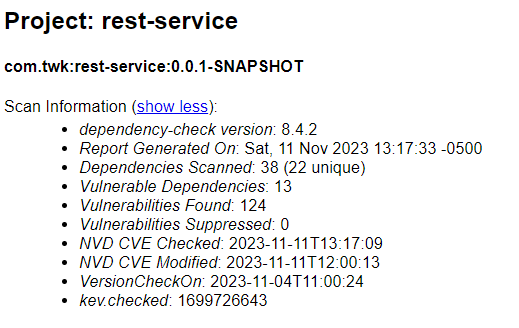 Project: rest-service
com.twk:rest-service:0.0.1-SNAPSHOT
Scan Information (show less):
• dependency-check version: 8.4.2
• Report Generated On: Sat, 11 Nov 2023 13:17:33 -0500
• Dependencies Scanned: 38 (22 unique)
• Vulnerable Dependencies: 13
• Vulnerabilities Found: 124
• Vulnerabilities Suppressed: 0
• NVD CVE Checked: 2023-11-11T13:17:09
• NVD CVE Modified: 2023-11-11T12:00:13
• VersionCheckOn: 2023-11-04T11:00:24
• kev.checked: 1699726643